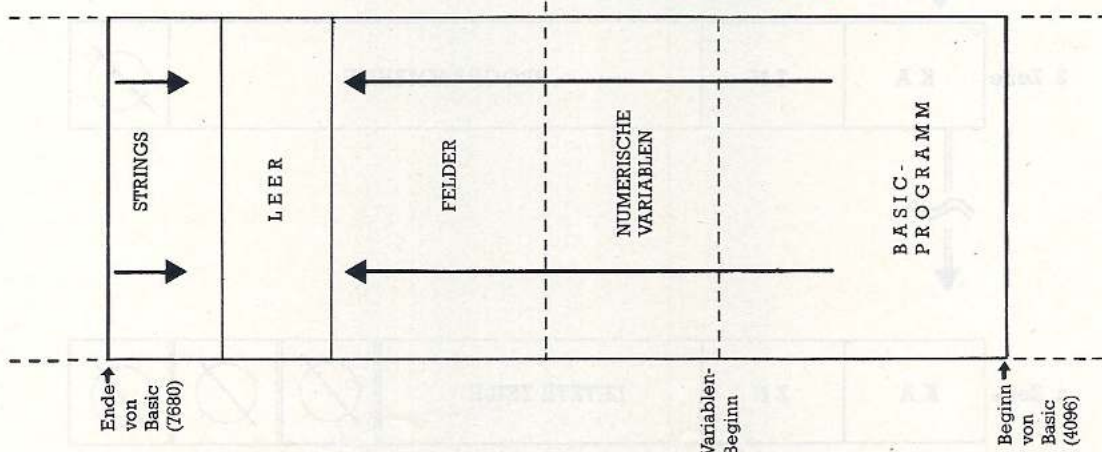 Ende
von
Basic
(7680)
STRINGS
LEER
FELDER
NUMERISCHE
VARIABLEN
Variablen-
Beginn
BASIC-
PROGRAMM
Beginn
von
Basic
(4096)